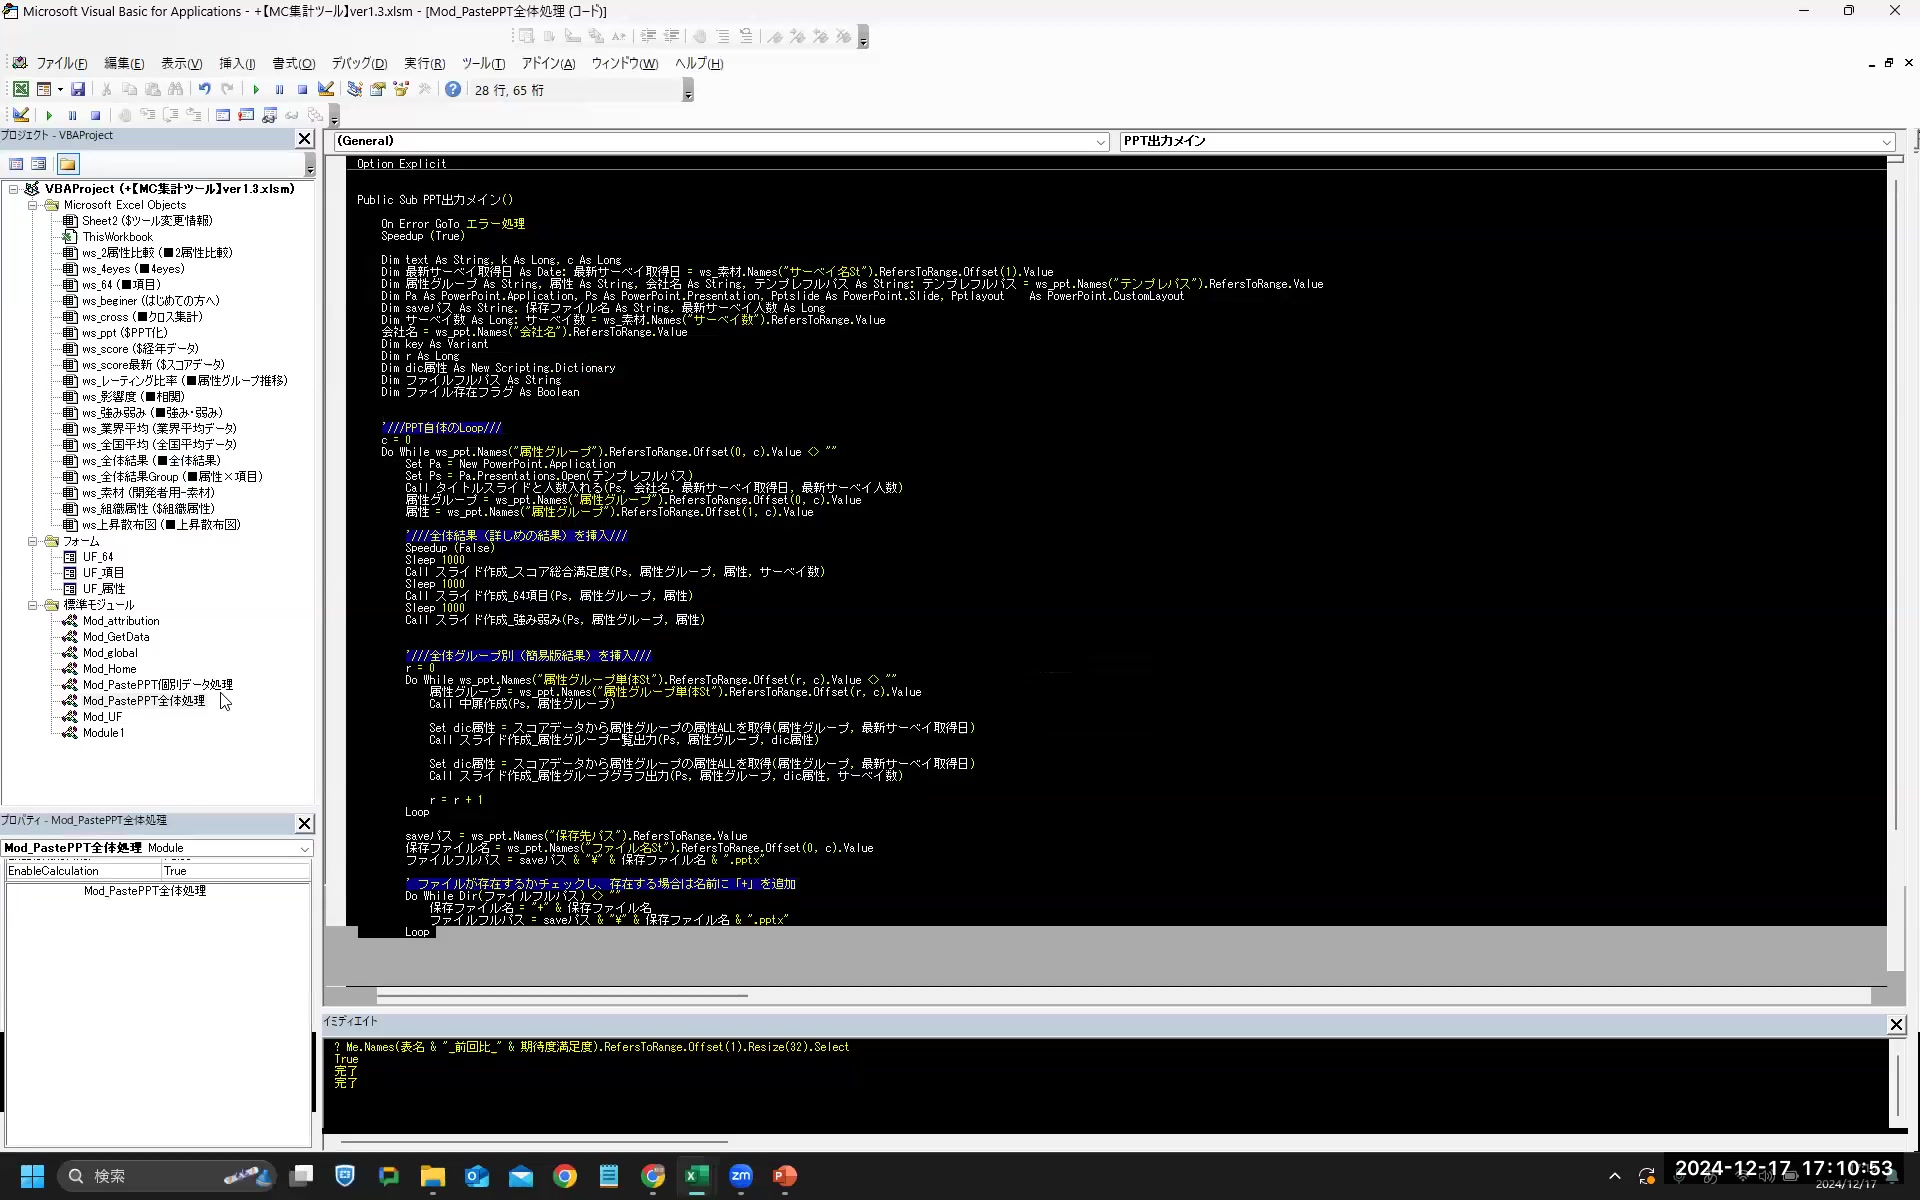 Microsoft Visual Basic for Applications - +【MC集計ツール】ver1.3.xlsm - [Mod_PastePPT全体処理 (コード)]
ファイル(F) 編集(E) 表示(V) 挿入(I) 書式(O) デバッグ(D) 実行(R) ツール(T) アドイン(A) ウィンドウ(W) ヘルプ(H)
28 行, 65 桁
プロジェクト - VBAProject
VBAProject (+【MC集計ツール】ver1.3.xlsm)
Microsoft Excel Objects
Sheet2 ($ツール変更情報)
ThisWorkbook
ws_2属性比較 (■2属性比較)
ws_4eyes (■4eyes)
ws_64 (■項目)
ws_beginer (はじめての方へ)
ws_cross (■クロス集計)
ws_ppt ($PPT化)
ws_score ($経年データ)
ws_score最新 ($スコアデータ)
ws_レーティング比率 (■属性グループ推移)
ws_影響度 (■相関)
ws_強み弱み (■強み・弱み)
ws_業界平均 (業界平均データ)
ws_全国平均 (全国平均データ)
ws_全体結果 (■全体結果)
ws_全体結果Group (■属性×項目)
ws_素材 (開発者用-素材)
ws_組織属性 ($組織属性)
ws上昇散布図 (■上昇散布図)
フォーム
UF_64
UF_項目
UF_属性
標準モジュール
Mod_attribution
Mod_GetData
Mod_global
Mod_Home
Mod_PastePPT個別データ処理
Mod_PastePPT全体処理
Mod_UF
Module1
プロパティ - Mod_PastePPT全体処理
Mod_PastePPT全体処理 Module
EnableCalculation True
Mod_PastePPT全体処理
(General) PPT出力メイン
Option Explicit
Public Sub PPT出力メイン()
On Error GoTo エラー処理
Speedup (True)
Dim text As String, k As Long, c As Long
Dim 最新サーベイ取得日 As Date: 最新サーベイ取得日 = ws_素材.Names("サーベイ名St").RefersToRange.Offset(1).Value
Dim 属性グループ As String, 属性 As String, 会社名 As String, テンプレフルパス As String: テンプレフルパス = ws_ppt.Names("テンプレパス").RefersToRange.Value
Dim Pa As PowerPoint.Application, Ps As PowerPoint.Presentation, Pptslide As PowerPoint.Slide, Pptlayout As PowerPoint.CustomLayout
Dim saveパス As String, 保存ファイル名 As String, 最新サーベイ人数 As Long
Dim サーベイ数 As Long: サーベイ数 = ws_素材.Names("サーベイ数").RefersToRange.Value
会社名 = ws_ppt.Names("会社名").RefersToRange.Value
Dim key As Variant
Dim r As Long
Dim dic属性 As New Scripting.Dictionary
Dim ファイルフルパス As String
Dim ファイル存在フラグ As Boolean
'///PPT自体のLoop///
c = 0
Do While ws_ppt.Names("属性グループ").RefersToRange.Offset(0, c).Value <> ""
Set Pa = New PowerPoint.Application
Set Ps = Pa.Presentations.Open(テンプレフルパス)
Call タイトルスライドと人数入れる(Ps, 会社名, 最新サーベイ取得日, 最新サーベイ人数)
属性グループ = ws_ppt.Names("属性グループ").RefersToRange.Offset(0, c).Value
属性 = ws_ppt.Names("属性グループ").RefersToRange.Offset(1, c).Value
'///全体結果（詳しめの結果）を挿入///
Speedup (False)
Sleep 1000
Call スライド作成_スコア総合満足度(Ps, 属性グループ, 属性, サーベイ数)
Sleep 1000
Call スライド作成_64項目(Ps, 属性グループ, 属性)
Sleep 1000
Call スライド作成_強み弱み(Ps, 属性グループ, 属性)
'///全体グループ別（簡易版結果）を挿入///
r = 0
Do While ws_ppt.Names("属性グループ単体St").RefersToRange.Offset(r, c).Value <> ""
属性グループ = ws_ppt.Names("属性グループ単体St").RefersToRange.Offset(r, c).Value
Call 中扉作成(Ps, 属性グループ)
Set dic属性 = スコアデータから属性グループの属性ALLを取得(属性グループ, 最新サーベイ取得日)
Call スライド作成_属性グループ一覧出力(Ps, 属性グループ, dic属性)
Set dic属性 = スコアデータから属性グループの属性ALLを取得(属性グループ, 最新サーベイ取得日)
Call スライド作成_属性グループグラフ出力(Ps, 属性グループ, dic属性, サーベイ数)
r = r + 1
Loop
saveパス = ws_ppt.Names("保存先パス").RefersToRange.Value
保存ファイル名 = ws_ppt.Names("ファイル名St").RefersToRange.Offset(0, c).Value
ファイルフルパス = saveパス & "¥" & 保存ファイル名 & ".pptx"
' ファイルが存在するかチェックし、存在する場合は名前に「+」を追加
Do While Dir(ファイルフルパス) <> ""
保存ファイル名 = "+" & 保存ファイル名
ファイルフルパス = saveパス & "¥" & 保存ファイル名 & ".pptx"
Loop
イミディエイト
? Me.Names(表名 & "_前回比_" & 期待度満足度).RefersToRange.Offset(1).Resize(32).Select
True
完了
完了
検索
2024-12-17 17:10:53
2024/12/17